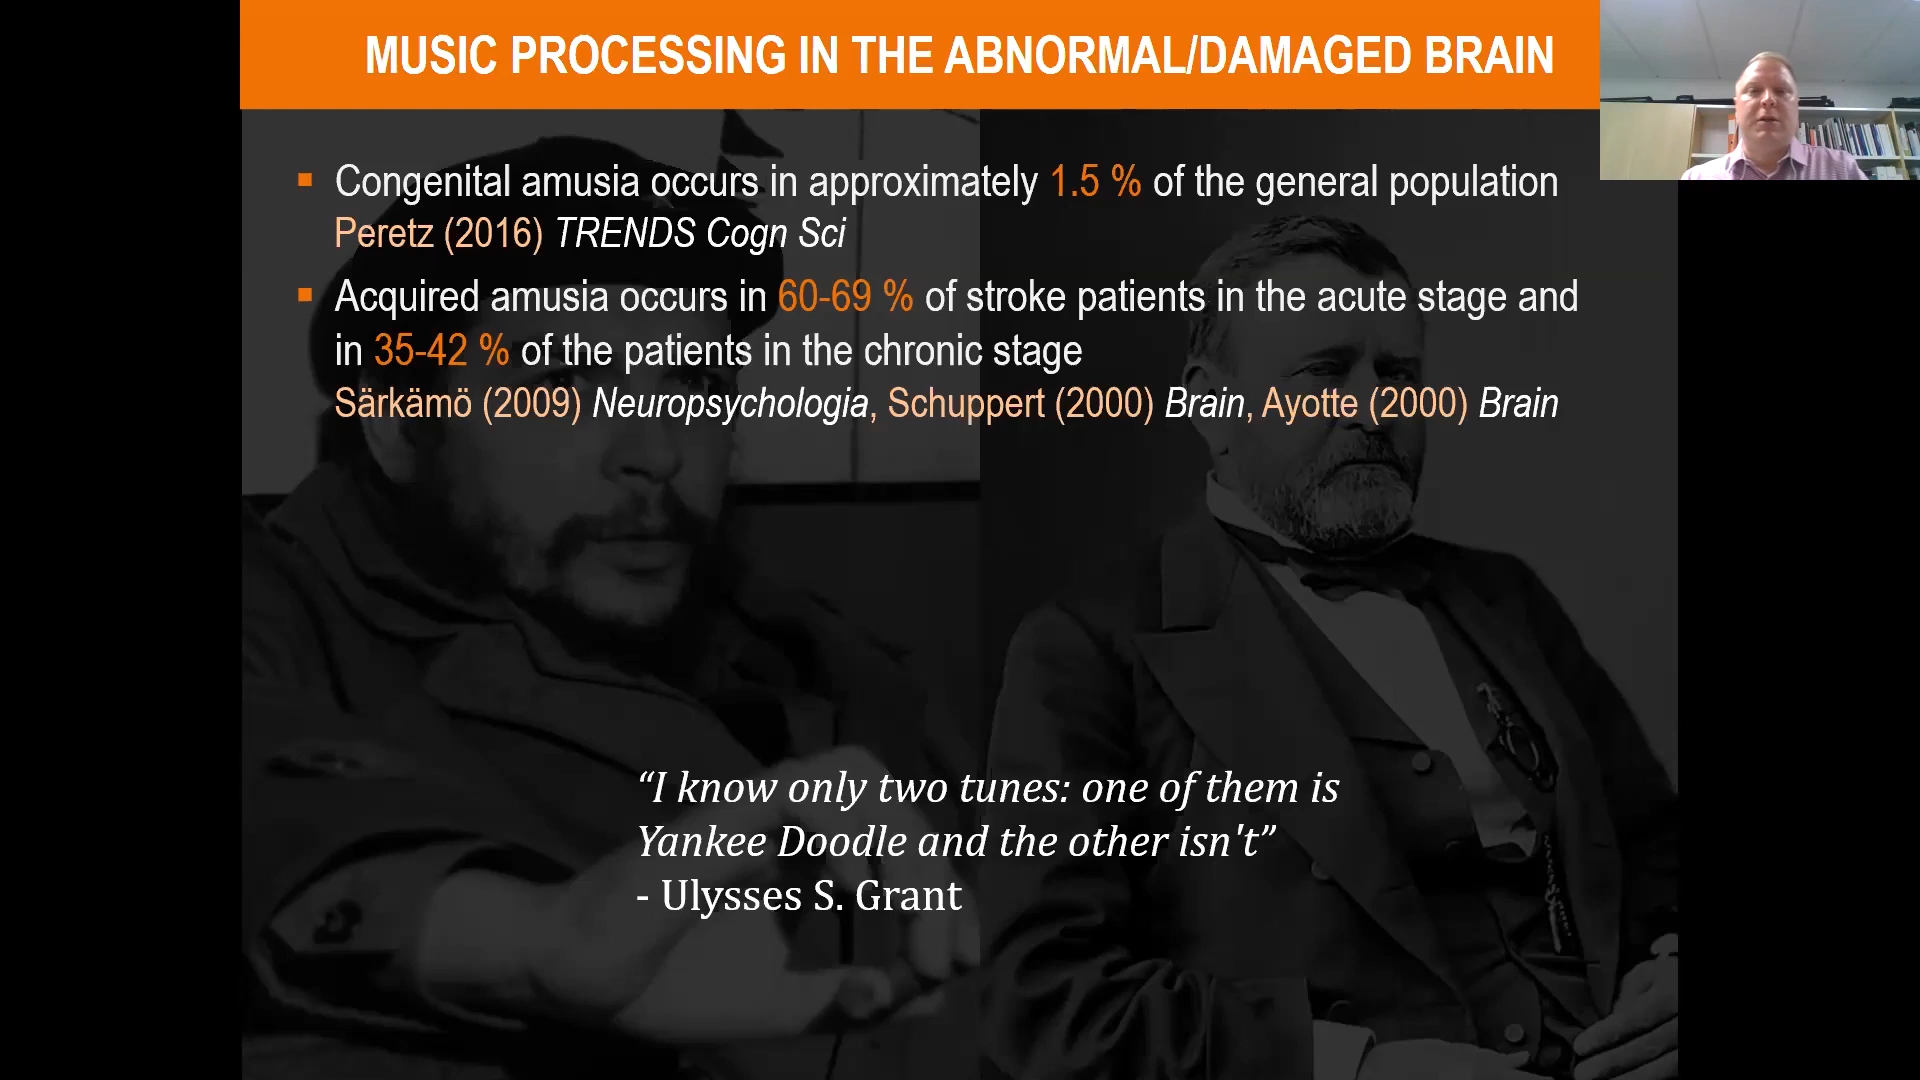 MUSIC PROCESSING IN THE ABNORMAL/DAMAGED BRAIN
▪ Congenital amusia occurs in approximately 1.5 % of the general population
Peretz (2016) TRENDS Cogn Sci
▪ Acquired amusia occurs in 60-69 % of stroke patients in the acute stage and
in 35-42 % of the patients in the chronic stage
Särkämö (2009) Neuropsychologia, Schuppert (2000) Brain, Ayotte (2000) Brain
“I know only two tunes: one of them is
Yankee Doodle and the other isn't”
- Ulysses S. Grant